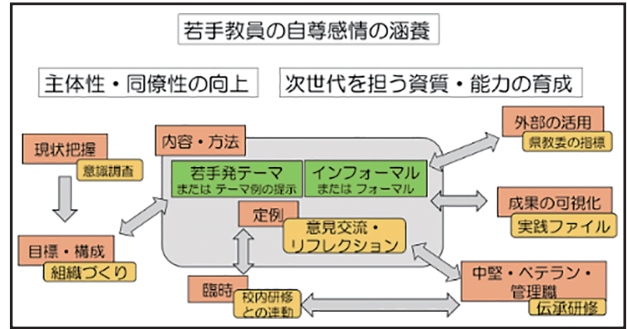 若手教員の自尊感情の涵養
主体性・同僚性の向上
次世代を担う資質・能力の育成
現状把握
意識調査
目標・構成
組織づくり
内容・方法
若手発テーマ
または テーマ例の提示
インフォーマル
または フォーマル
定例
意見交流・
リフレクション
臨時
校内研修
との連動
外部の活用
県教委の指標
成果の可視化
実践ファイル
中堅・ベテラン・
管理職
伝承研修